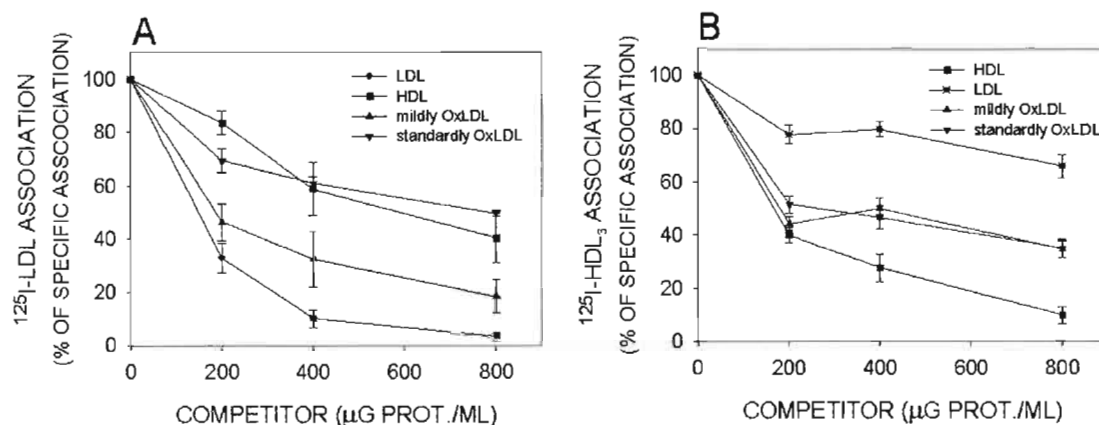 A
¹²⁵I-LDL ASSOCIATION
(% OF SPECIFIC ASSOCIATION)
100
80
60
40
20
0
LDL
HDL
mildly OxLDL
standardly OxLDL
0 200 400 600 800
COMPETITOR (μG PROT./ML)
B
¹²⁵I-HDL₃ ASSOCIATION
(% OF SPECIFIC ASSOCIATION)
100
80
60
40
20
0
HDL
LDL
mildly OxLDL
standardly OxLDL
0 200 400 600 800
COMPETITOR (μG PROT./ML)